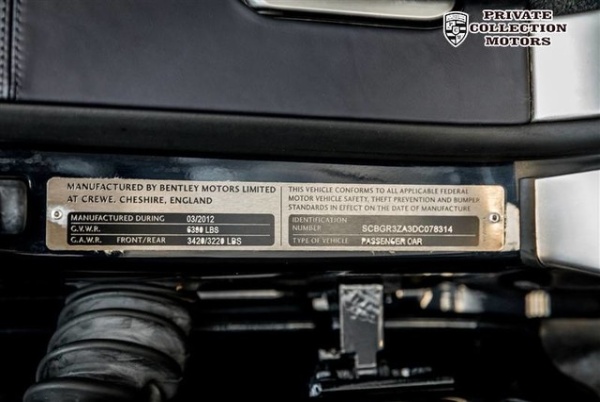 PRIVATE
COLLECTION
MOTORS
MANUFACTURED BY BENTLEY MOTORS LIMITED
AT CREWE, CHESHIRE, ENGLAND
MANUFACTURED DURING 03/2012
G.V.W.R. 6380 LBS
G.A.W.R. FRONT/REAR 3420/3220 LBS
THIS VEHICLE CONFORMS TO ALL APPLICABLE FEDERAL
MOTOR VEHICLE SAFETY, THEFT PREVENTION AND BUMPER
STANDARDS IN EFFECT ON THE DATE OF MANUFACTURE
IDENTIFICATION
NUMBER SCBGR3ZA3DC078314
TYPE OF VEHICLE PASSENGER CAR